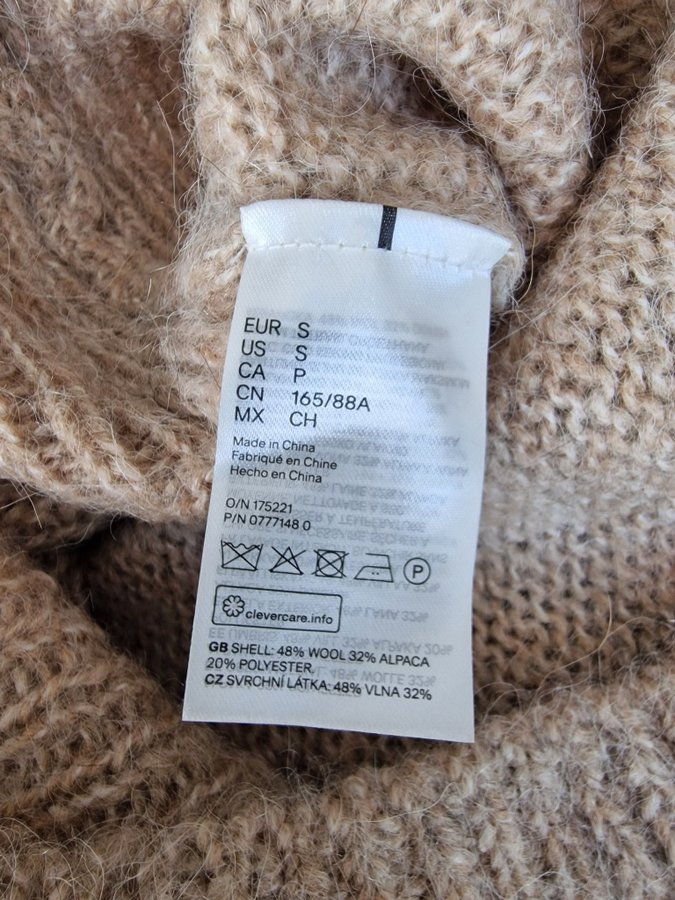 EUR S
US S
CA P
CN 165/88A
MX CH
Made in China
Fabriqué en Chine
Hecho en China
O/N 175221
P/N 0777148 0
P
clevercare.info
GB SHELL: 48% WOOL 32% ALPACA
20% POLYESTER
CZ SVRCHNÍ LÁTKA: 48% VLNA 32%